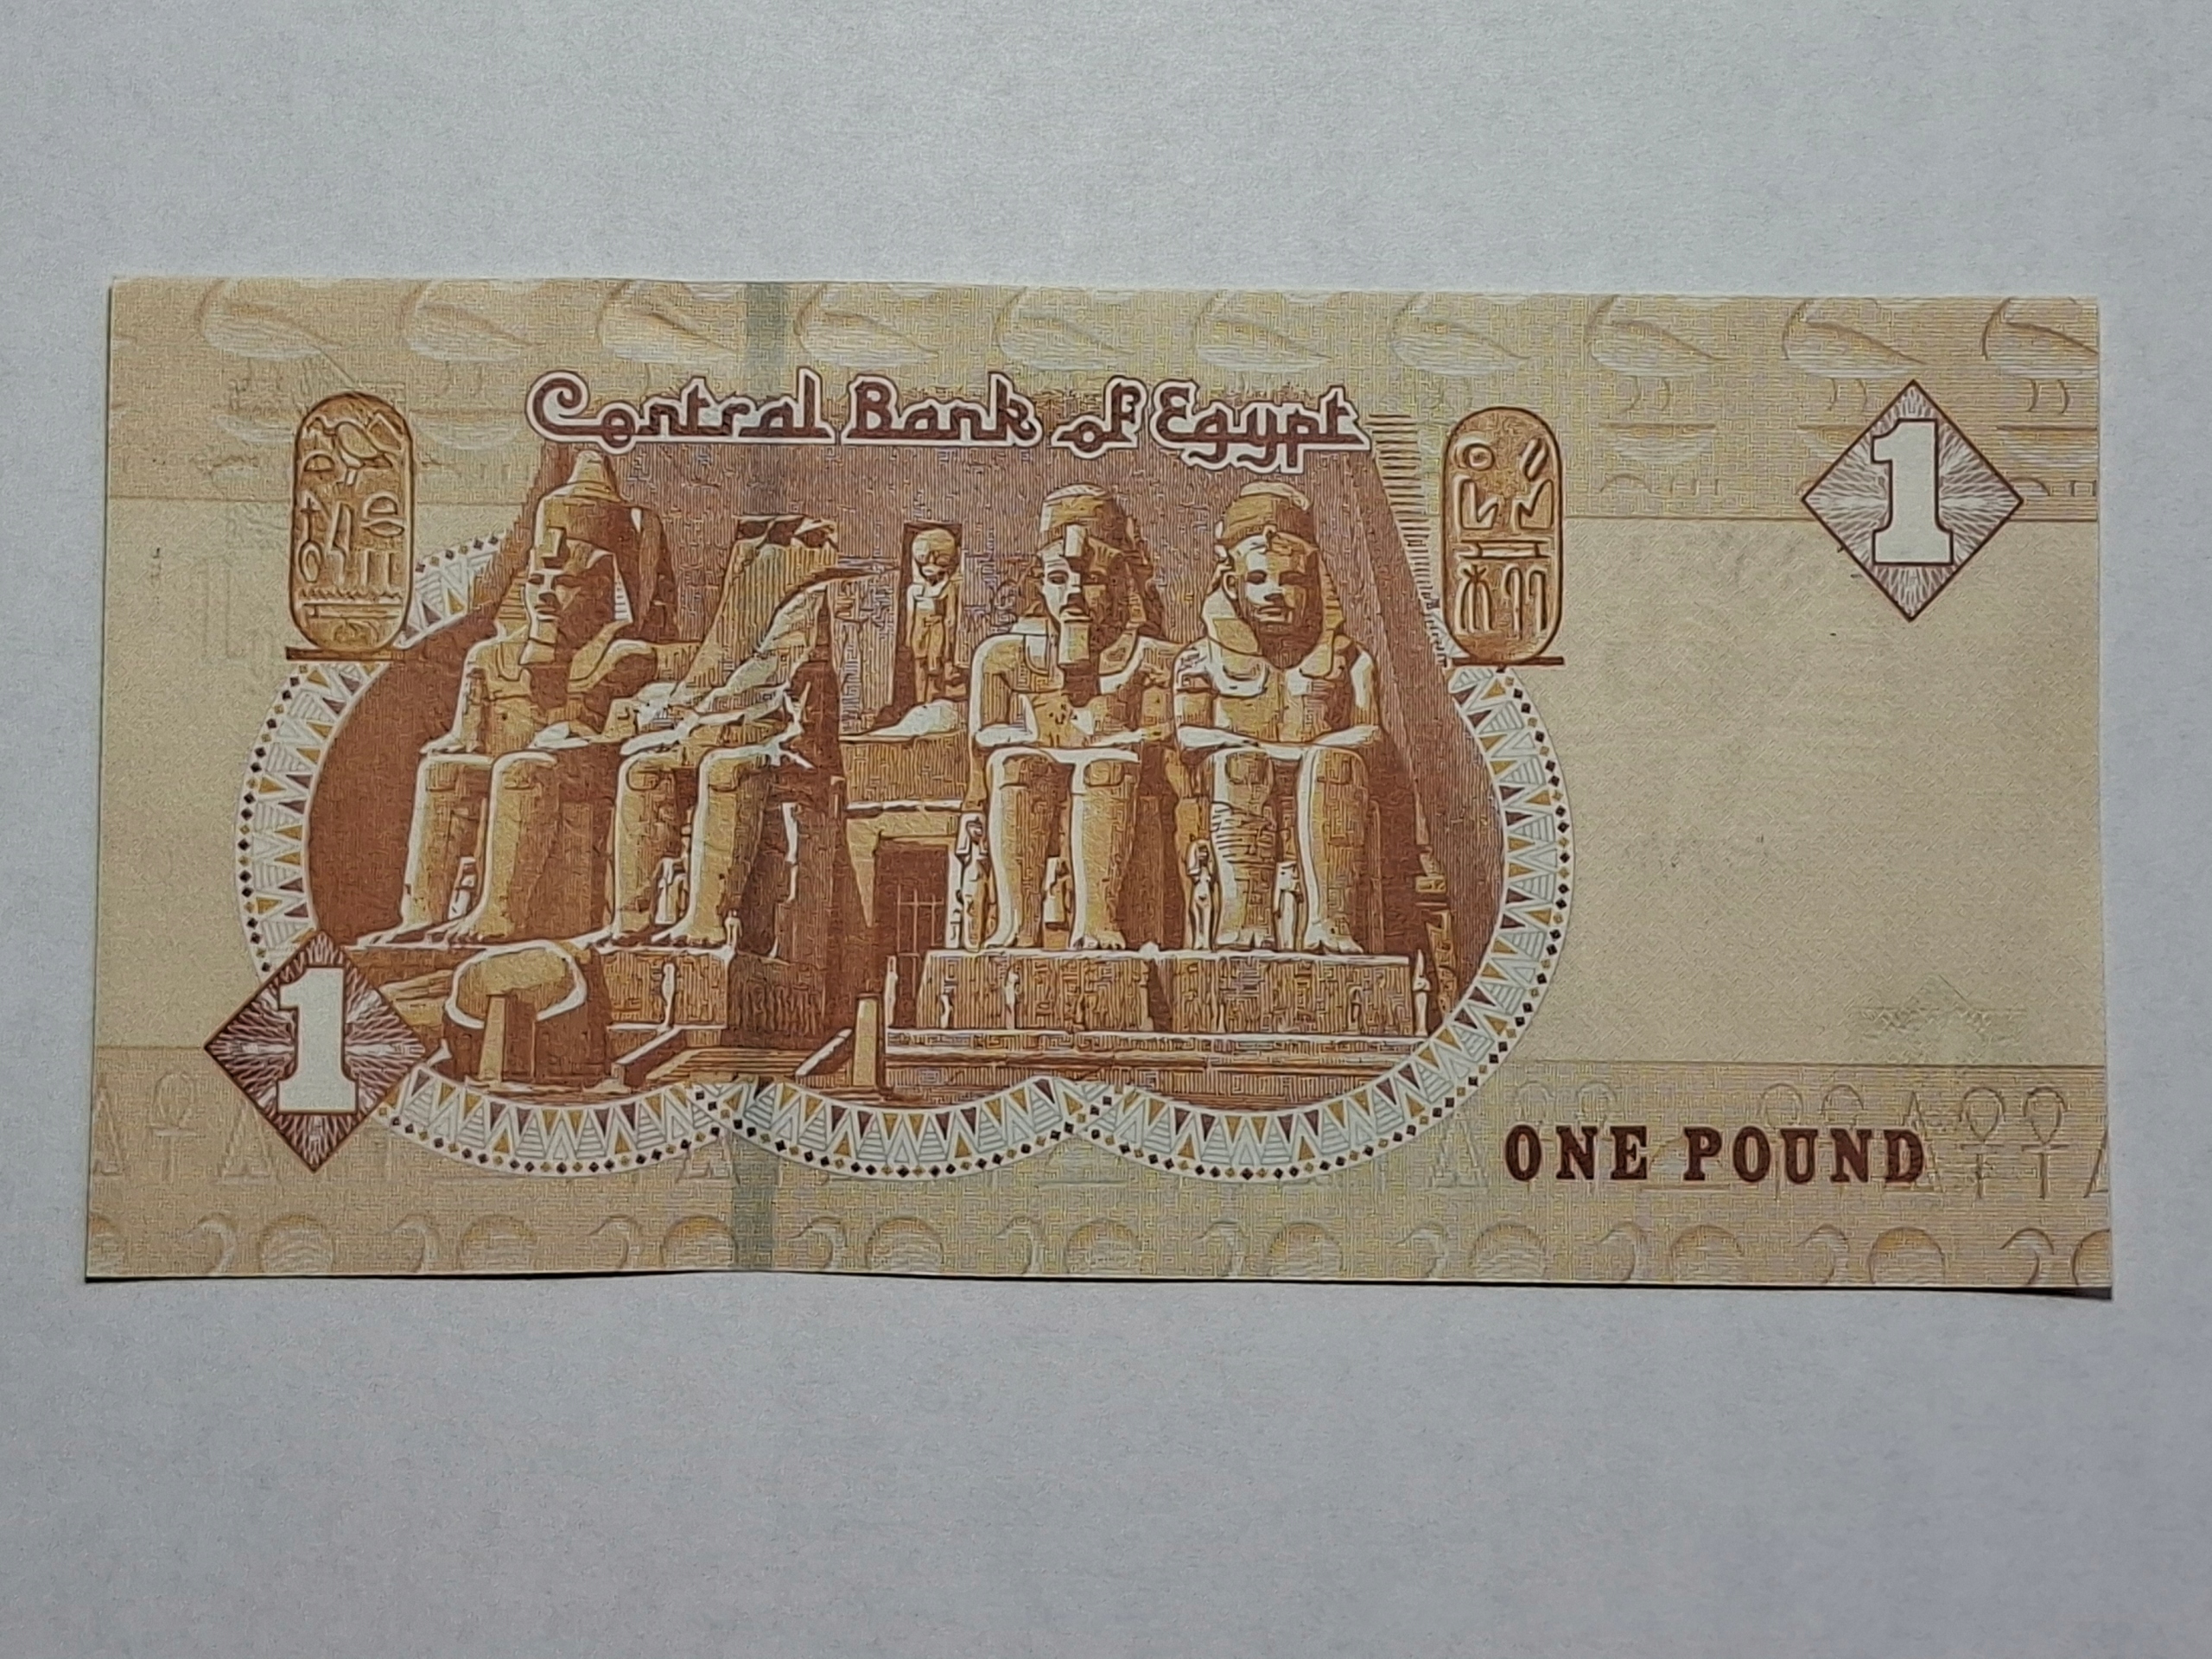 Central Bank of Egypt
1
1
ONE POUND